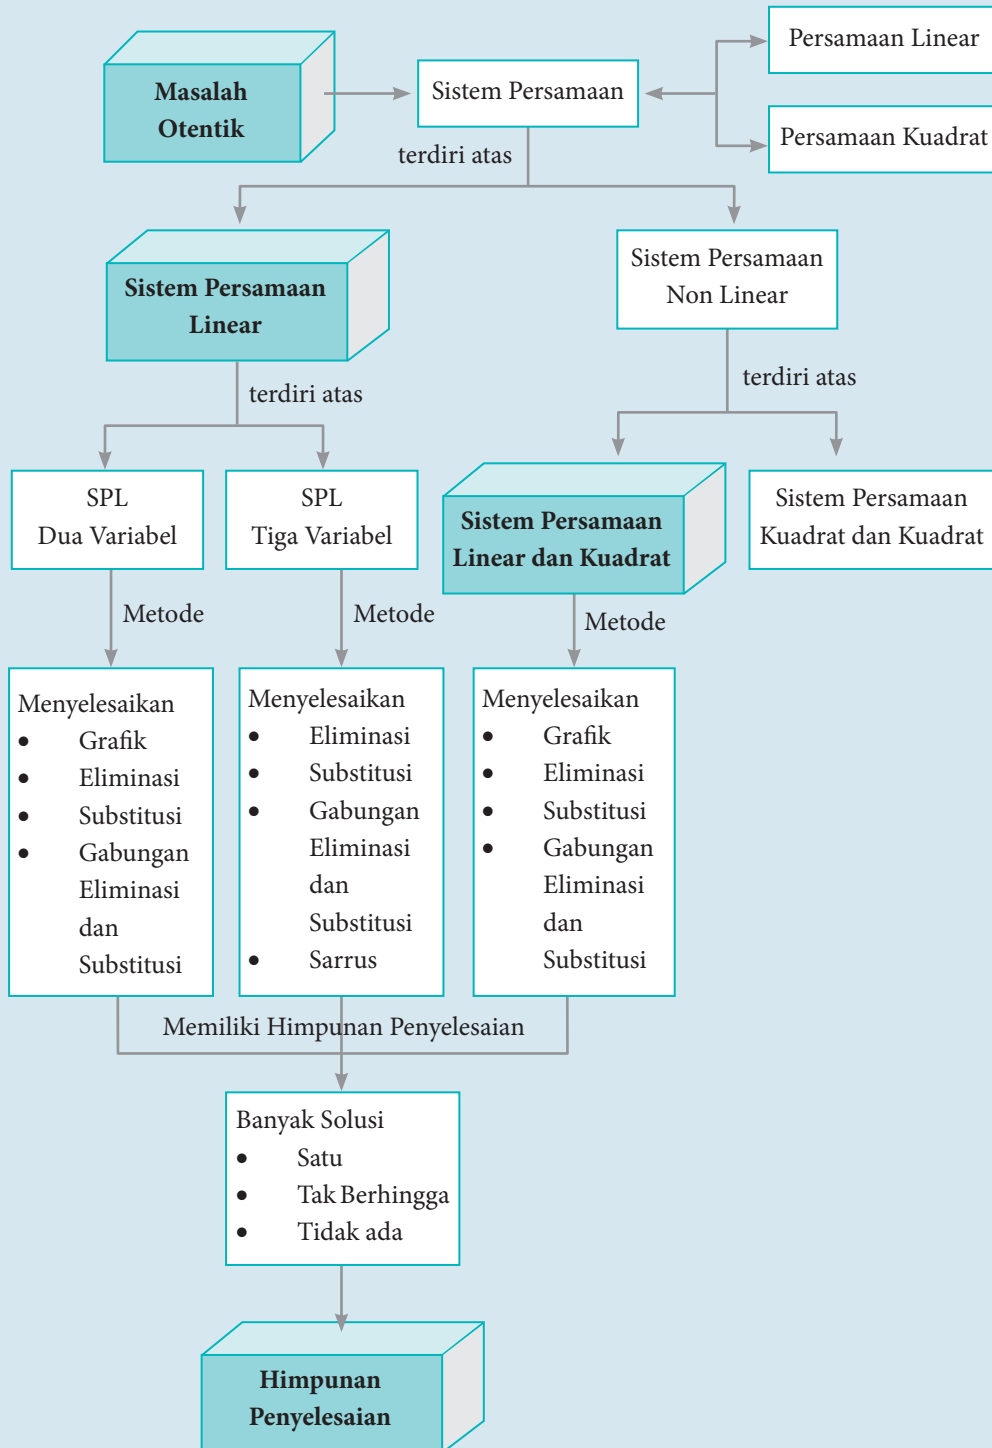 Masalah
Otentik
Sistem Persamaan
Persamaan Linear
Persamaan Kuadrat
terdiri atas
Sistem Persamaan
Linear
Sistem Persamaan
Non Linear
terdiri atas
terdiri atas
SPL
Dua Variabel
SPL
Tiga Variabel
Sistem Persamaan
Linear dan Kuadrat
Sistem Persamaan
Kuadrat dan Kuadrat
Metode
Metode
Metode
Menyelesaikan
• Grafik
• Eliminasi
• Substitusi
• Gabungan
Eliminasi
dan
Substitusi
Menyelesaikan
• Eliminasi
• Substitusi
• Gabungan
Eliminasi
dan
Substitusi
• Sarrus
Menyelesaikan
• Grafik
• Eliminasi
• Substitusi
• Gabungan
Eliminasi
dan
Substitusi
Memiliki Himpunan Penyelesaian
Banyak Solusi
• Satu
• Tak Berhingga
• Tidak ada
Himpunan
Penyelesaian